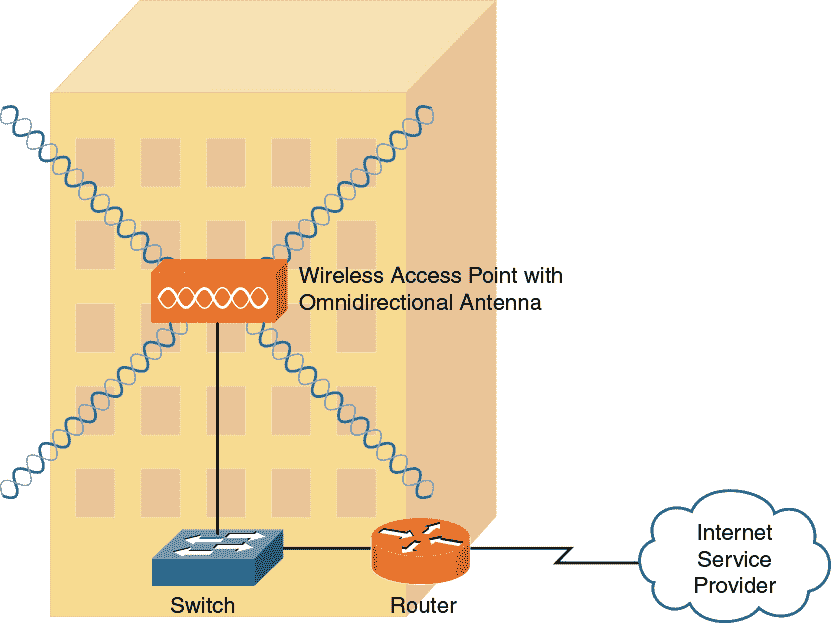 Wireless Access Point with
Omnidirectional Antenna
Switch
Router
Internet
Service
Provider